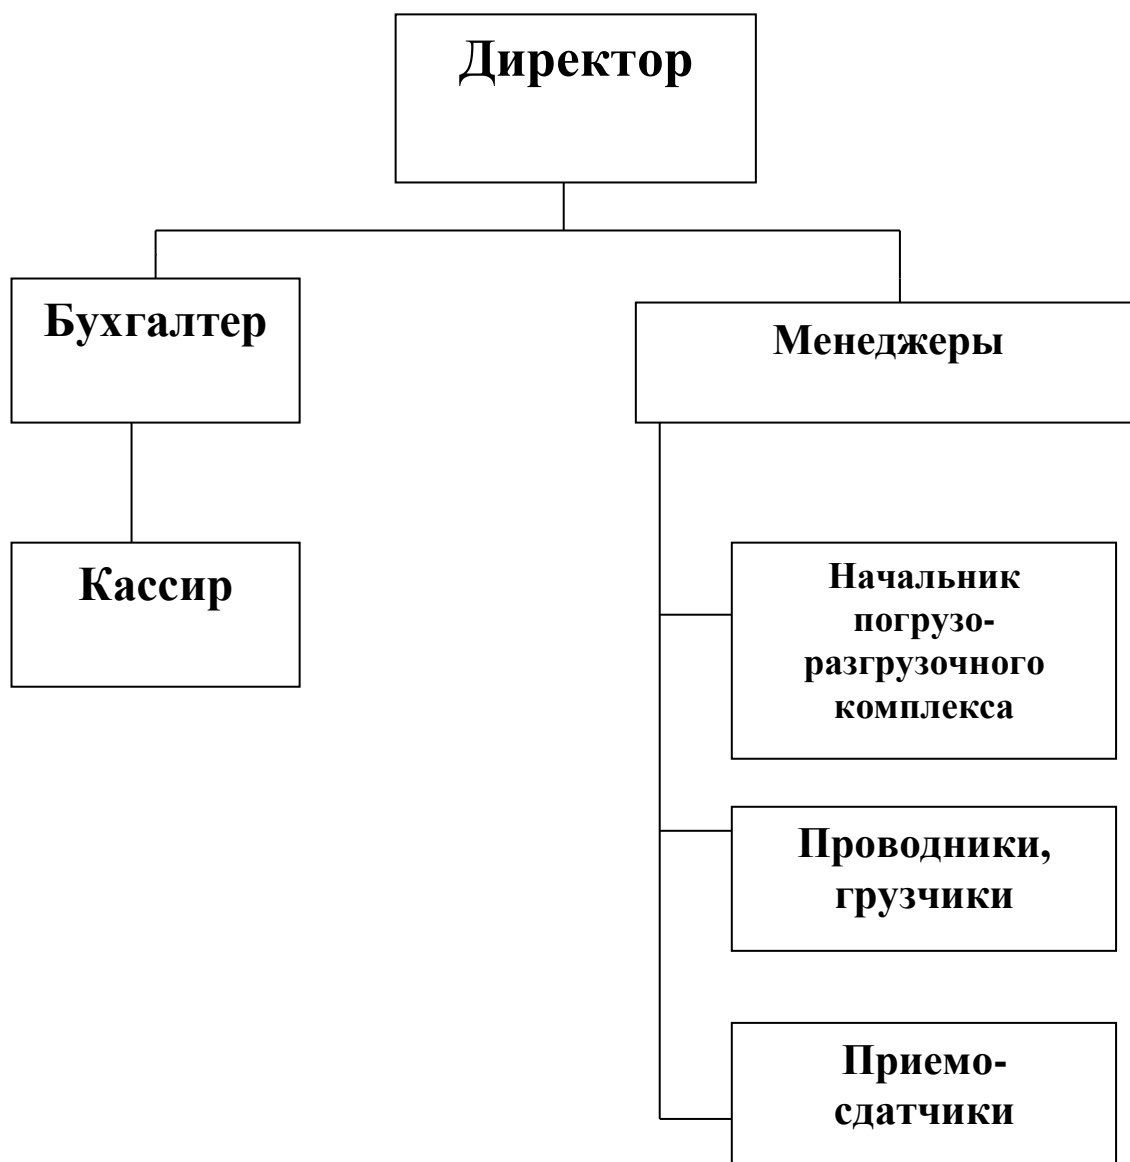 Директор
Бухгалтер
Менеджеры
Кассир
Начальник
погрузо-
разгрузочного
комплекса
Проводники,
грузчики
Приемо-
сдатчики